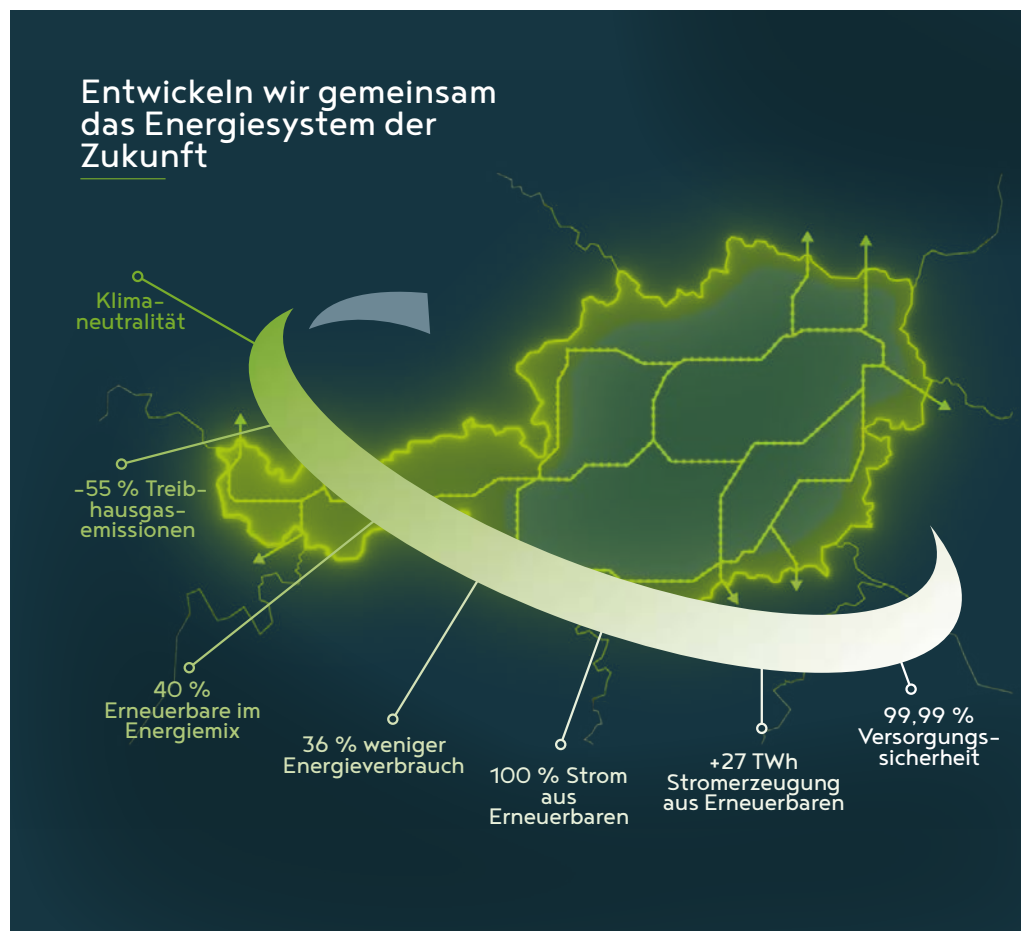 Entwickeln wir gemeinsam
das Energiesystem der
Zukunft
Klima-
neutralität
-55 % Treib-
hausgas-
emissionen
40 %
Erneuerbare im
Energiemix
36 % weniger
Energieverbrauch
100 % Strom
aus
Erneuerbaren
+27 TWh
Stromerzeugung
aus Erneuerbaren
99,99 %
Versorgungs-
sicherheit